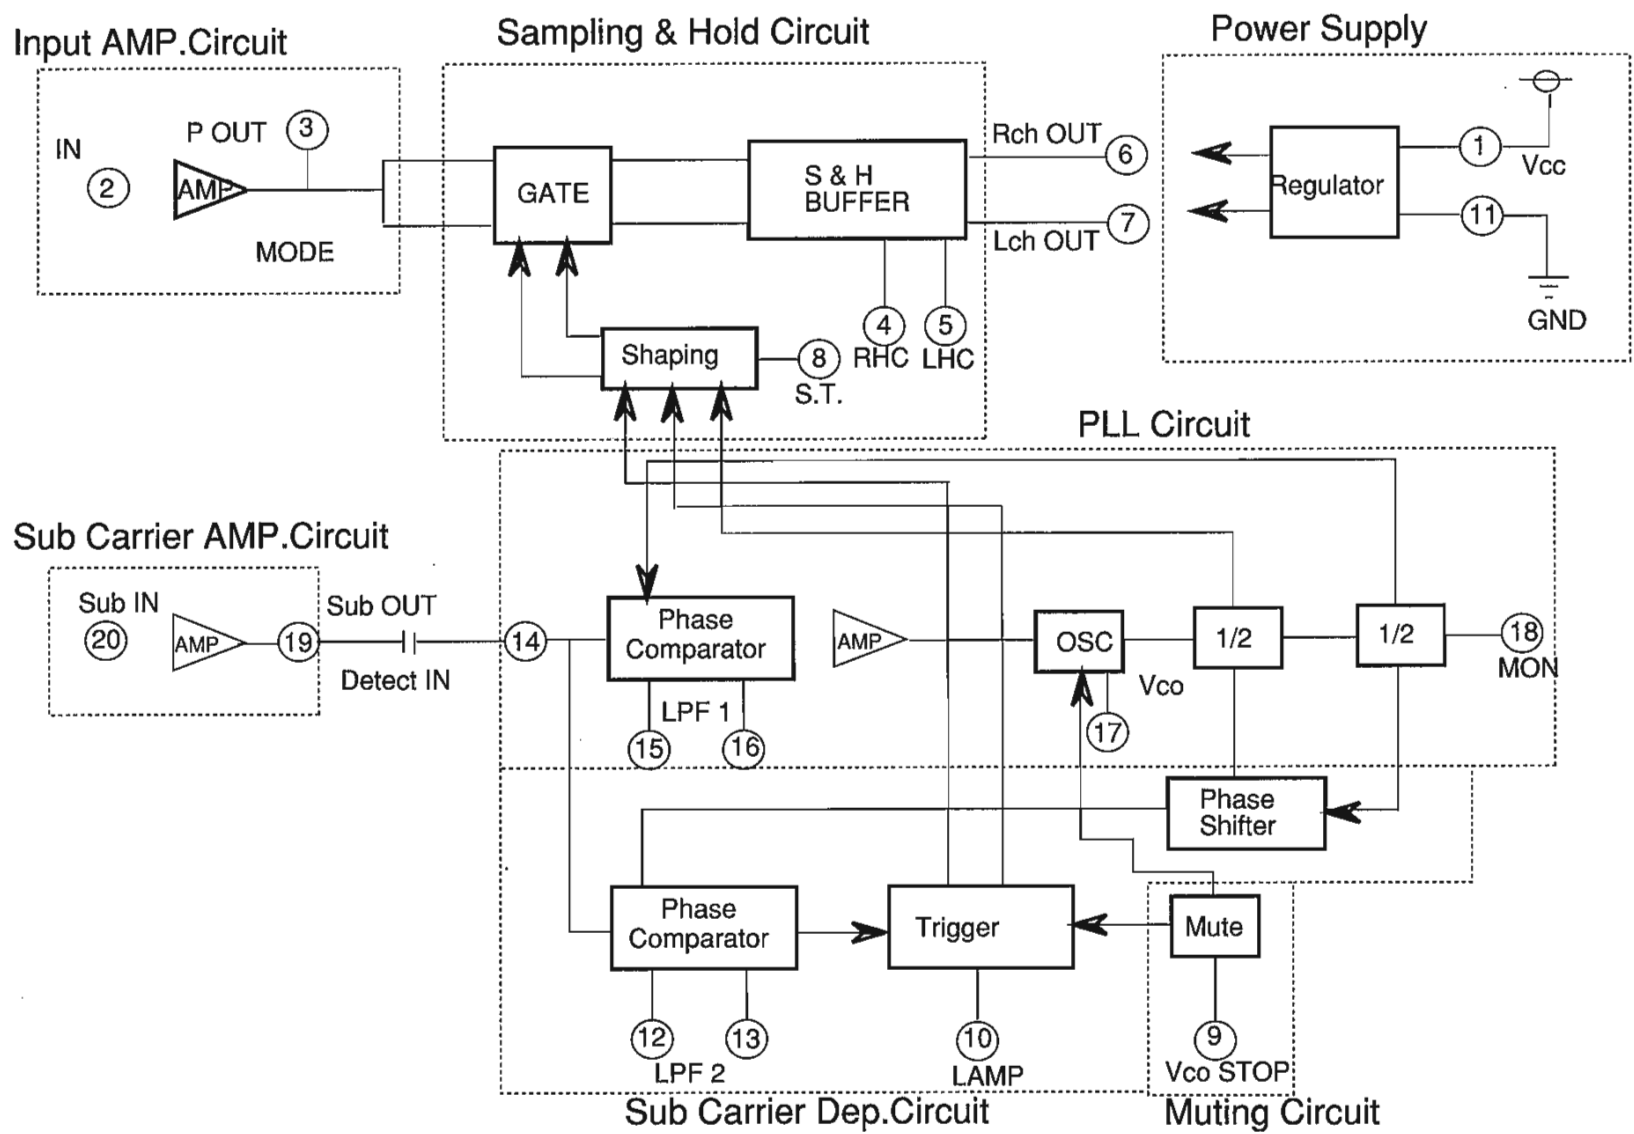 Input AMP.Circuit
Sampling & Hold Circuit
Power Supply
IN
2
P OUT
3
AMP
MODE
GATE
S & H
BUFFER
Rch OUT
6
7
Lch OUT
Regulator
1
Vcc
11
GND
4
RHC
5
LHC
Shaping
8
S.T.
PLL Circuit
Sub Carrier AMP.Circuit
Sub IN
20
AMP
19
Sub OUT
Detect IN
14
Phase
Comparator
LPF 1
15
16
AMP
OSC
Vco
17
1/2
1/2
18
MON
Phase
Shifter
Phase
Comparator
Trigger
Mute
12
13
LPF 2
10
LAMP
9
Vco STOP
Sub Carrier Dep.Circuit
Muting Circuit